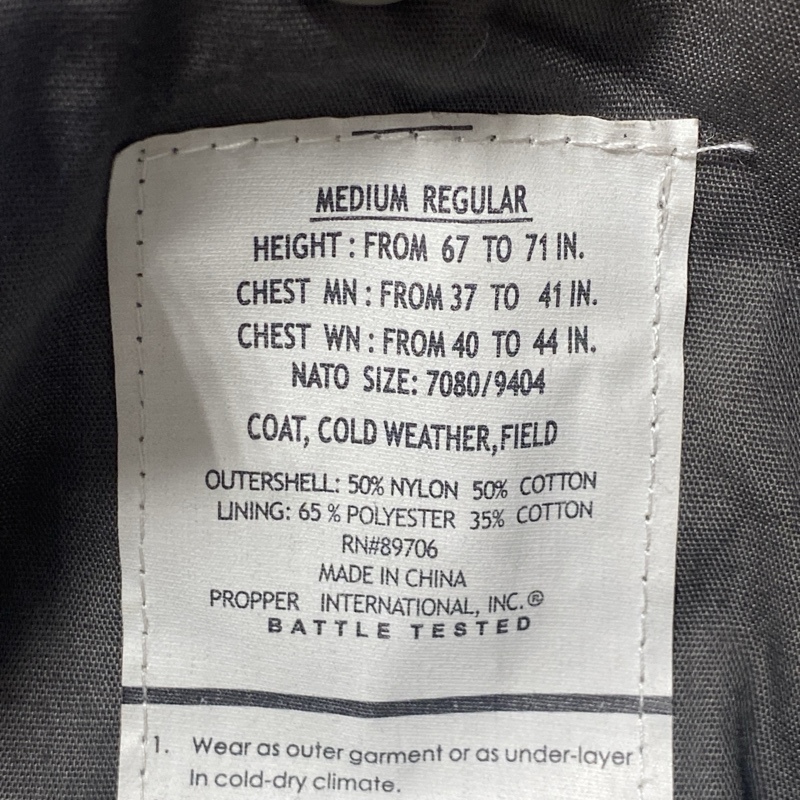 MEDIUM REGULAR
HEIGHT : FROM 67 TO 71 IN.
CHEST MN : FROM 37 TO 41 IN.
CHEST WN : FROM 40 TO 44 IN.
NATO SIZE: 7080/9404
COAT, COLD WEATHER, FIELD
OUTERSHELL: 50% NYLON 50% COTTON
LINING: 65 % POLYESTER 35% COTTON
RN#89706
MADE IN CHINA
PROPPER INTERNATIONAL, INC.®
BATTLE TESTED
1. Wear as outer garment or as under-layer
In cold-dry climate.